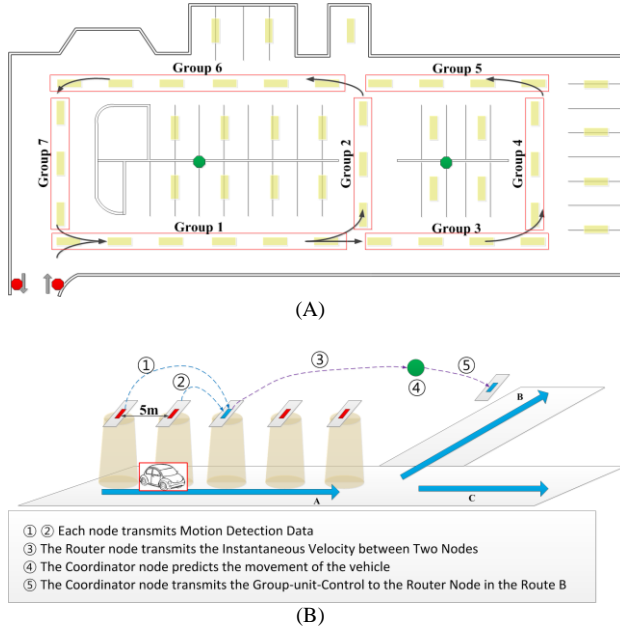 Group 6
Group 5
Group 7
Group 2
Group 4
Group 1
Group 3
(A)
① ② ③ ④ ⑤
5m
B
A
C
① ② Each node transmits Motion Detection Data
③ The Router node transmits the Instantaneous Velocity between Two Nodes
④ The Coordinator node predicts the movement of the vehicle
⑤ The Coordinator node transmits the Group-unit-Control to the Router Node in the Route B
(B)